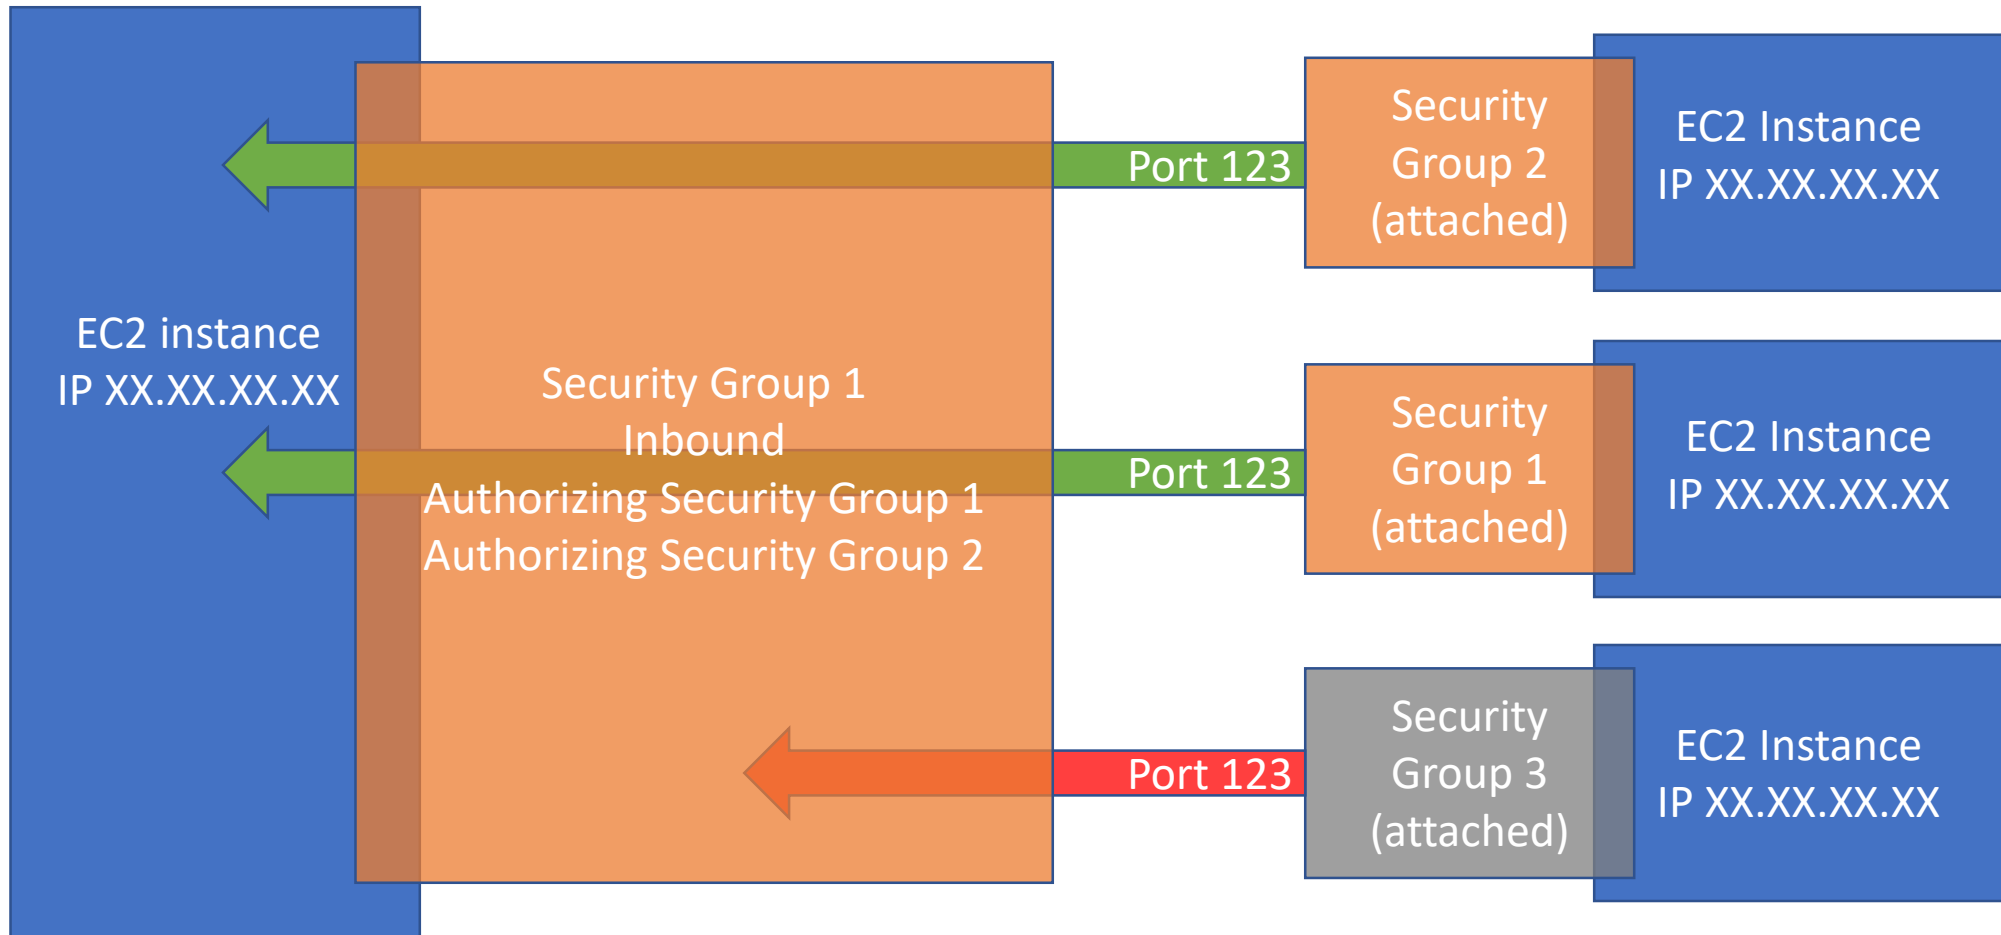 EC2 instance
IP XX.XX.XX.XX
Security Group 1
Inbound
Authorizing Security Group 1
Authorizing Security Group 2
Port 123
Security
Group 2
(attached)
EC2 Instance
IP XX.XX.XX.XX
Port 123
Security
Group 1
(attached)
EC2 Instance
IP XX.XX.XX.XX
Port 123
Security
Group 3
(attached)
EC2 Instance
IP XX.XX.XX.XX